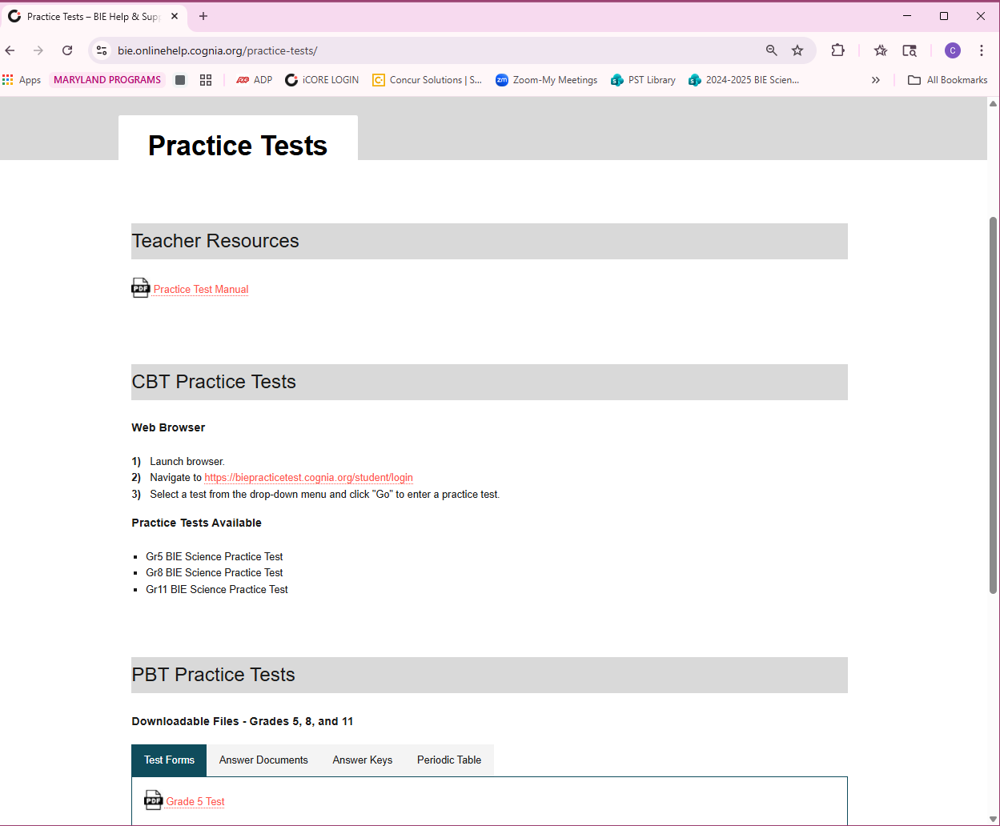 Practice Tests – BIE Help & Sup
bie.onlinehelp.cognia.org/practice-tests/
C
Apps
MARYLAND PROGRAMS
ADP
iCORE LOGIN
Concur Solutions | S...
zm Zoom-My Meetings
PST Library
2024-2025 BIE Scien...
All Bookmarks
Practice Tests
Teacher Resources
PDF Practice Test Manual
CBT Practice Tests
Web Browser
1) Launch browser.
2) Navigate to https://biepracticetest.cognia.org/student/login
3) Select a test from the drop-down menu and click "Go" to enter a practice test.
Practice Tests Available
▪ Gr5 BIE Science Practice Test
▪ Gr8 BIE Science Practice Test
▪ Gr11 BIE Science Practice Test
PBT Practice Tests
Downloadable Files - Grades 5, 8, and 11
Test Forms Answer Documents Answer Keys Periodic Table
PDF Grade 5 Test